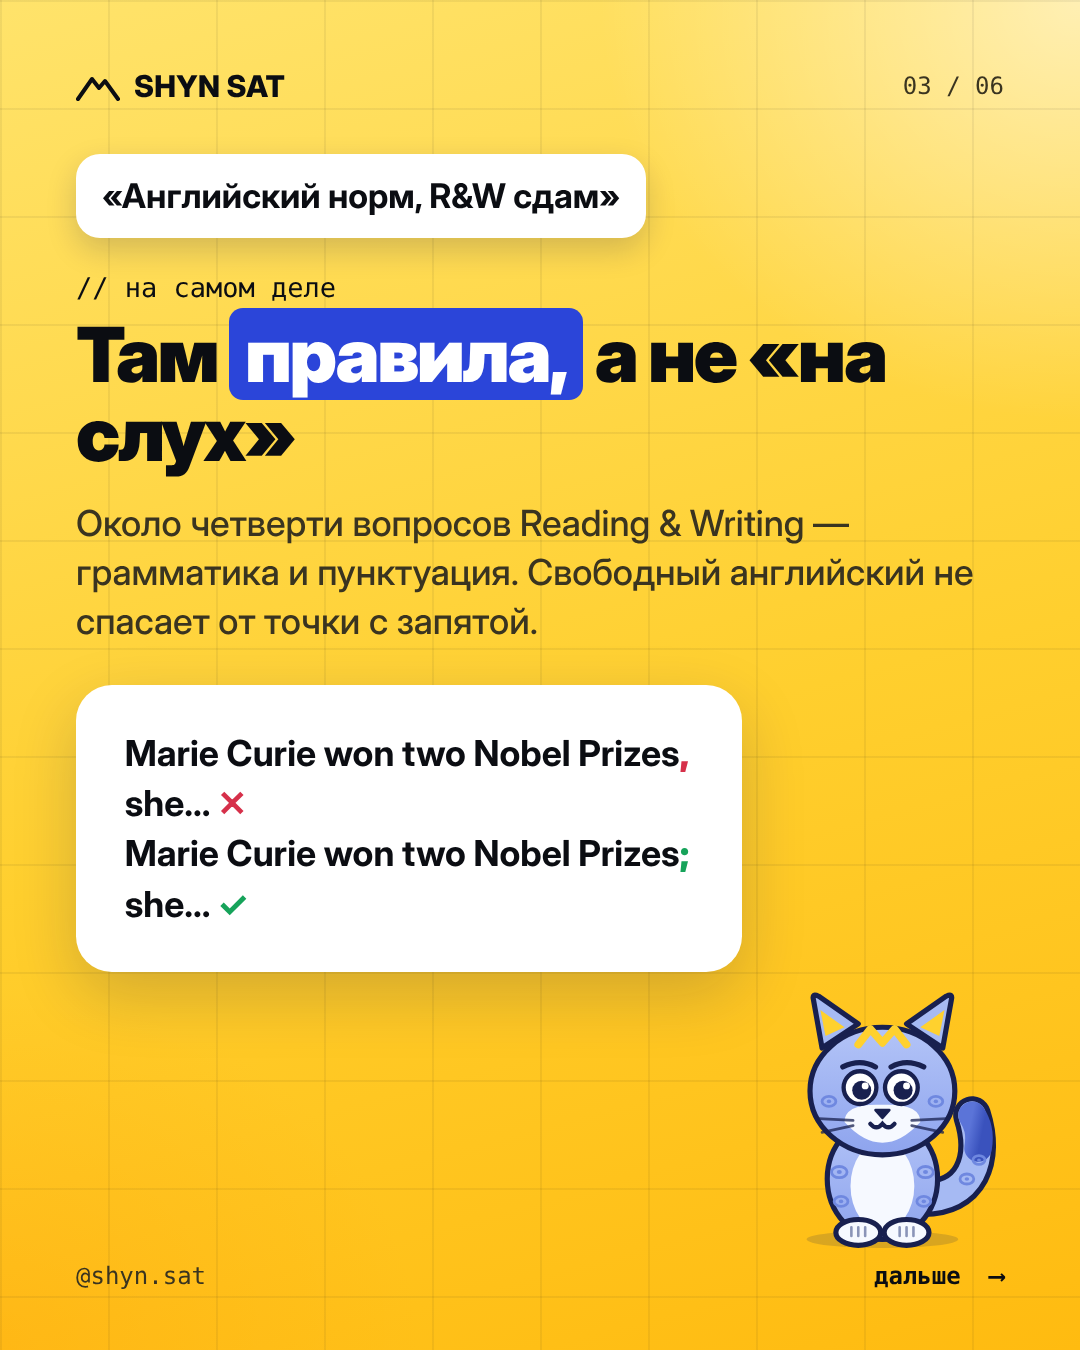 SHYN SAT
03 / 06
«Английский норм, R&W сдам»
// на самом деле
Там правила, а не «на
слух»
Около четверти вопросов Reading & Writing —
грамматика и пунктуация. Свободный английский не
спасает от точки с запятой.
Marie Curie won two Nobel Prizes,
she... ✕
Marie Curie won two Nobel Prizes;
she... ✓
@shyn.sat
дальше →